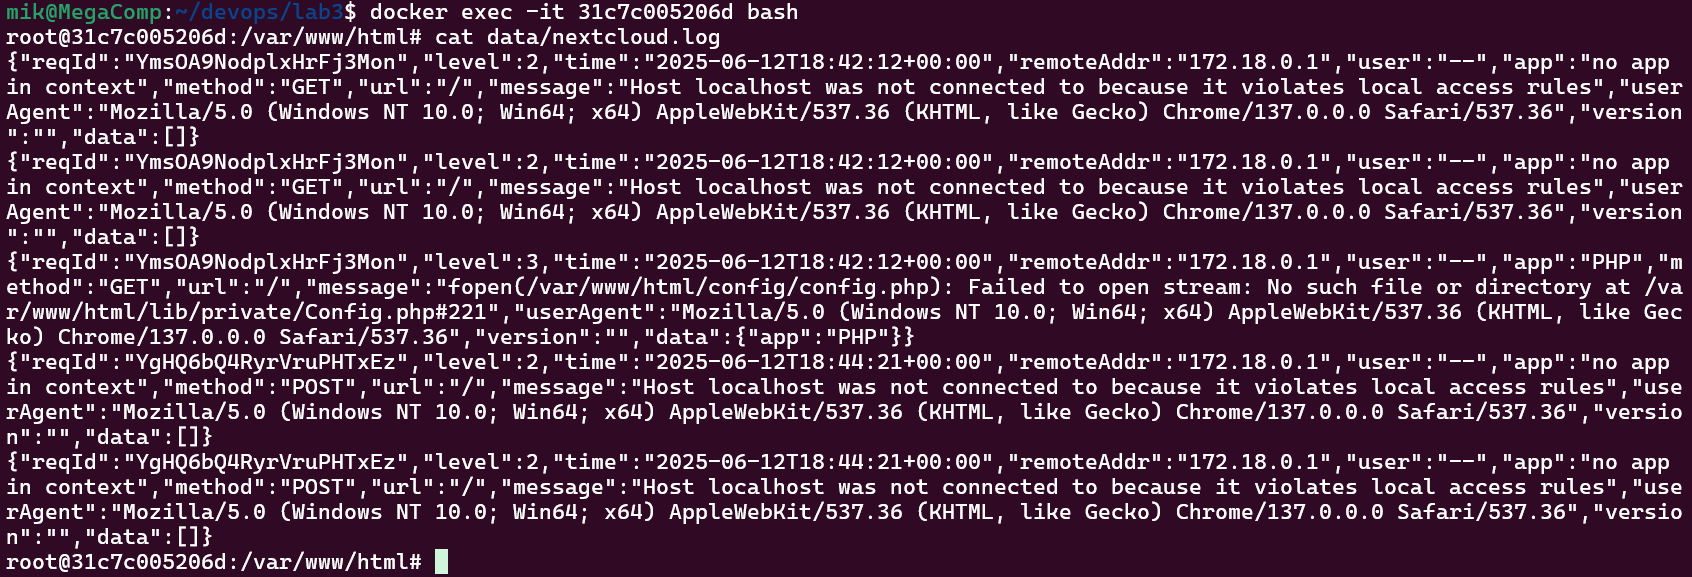 mik@MegaComp:~/devops/lab3$ docker exec -it 31c7c005206d bash
root@31c7c005206d:/var/www/html# cat data/nextcloud.log
{"reqId":"YmsOA9NodplxHrFj3Mon","level":2,"time":"2025-06-12T18:42:12+00:00","remoteAddr":"172.18.0.1","user":"--","app":"no app
in context","method":"GET","url":"/","message":"Host localhost was not connected to because it violates local access rules","user
Agent":"Mozilla/5.0 (Windows NT 10.0; Win64; x64) AppleWebKit/537.36 (KHTML, like Gecko) Chrome/137.0.0.0 Safari/537.36","version
":"","data":[]}
{"reqId":"YmsOA9NodplxHrFj3Mon","level":2,"time":"2025-06-12T18:42:12+00:00","remoteAddr":"172.18.0.1","user":"--","app":"no app
in context","method":"GET","url":"/","message":"Host localhost was not connected to because it violates local access rules","user
Agent":"Mozilla/5.0 (Windows NT 10.0; Win64; x64) AppleWebKit/537.36 (KHTML, like Gecko) Chrome/137.0.0.0 Safari/537.36","version
":"","data":[]}
{"reqId":"YmsOA9NodplxHrFj3Mon","level":3,"time":"2025-06-12T18:42:12+00:00","remoteAddr":"172.18.0.1","user":"--","app":"PHP","m
ethod":"GET","url":"/","message":"fopen(/var/www/html/config/config.php): Failed to open stream: No such file or directory at /va
r/www/html/lib/private/Config.php#221","userAgent":"Mozilla/5.0 (Windows NT 10.0; Win64; x64) AppleWebKit/537.36 (KHTML, like Gec
ko) Chrome/137.0.0.0 Safari/537.36","version":"","data":{"app":"PHP"}}
{"reqId":"YgHQ6bQ4RyrVruPHTxEz","level":2,"time":"2025-06-12T18:44:21+00:00","remoteAddr":"172.18.0.1","user":"--","app":"no app
in context","method":"POST","url":"/","message":"Host localhost was not connected to because it violates local access rules","use
rAgent":"Mozilla/5.0 (Windows NT 10.0; Win64; x64) AppleWebKit/537.36 (KHTML, like Gecko) Chrome/137.0.0.0 Safari/537.36","versio
n":"","data":[]}
{"reqId":"YgHQ6bQ4RyrVruPHTxEz","level":2,"time":"2025-06-12T18:44:21+00:00","remoteAddr":"172.18.0.1","user":"--","app":"no app
in context","method":"POST","url":"/","message":"Host localhost was not connected to because it violates local access rules","use
rAgent":"Mozilla/5.0 (Windows NT 10.0; Win64; x64) AppleWebKit/537.36 (KHTML, like Gecko) Chrome/137.0.0.0 Safari/537.36","versio
n":"","data":[]}
root@31c7c005206d:/var/www/html#